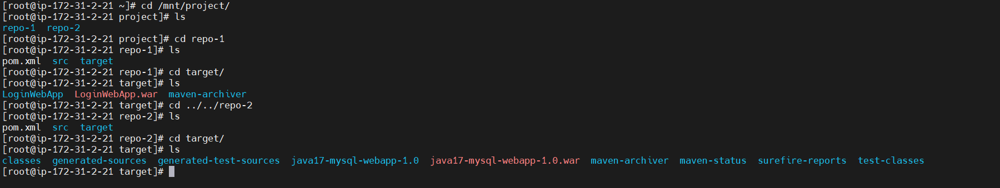 [root@ip-172-31-2-21 ~]# cd /mnt/project/
[root@ip-172-31-2-21 project]# ls
repo-1  repo-2
[root@ip-172-31-2-21 project]# cd repo-1
[root@ip-172-31-2-21 repo-1]# ls
pom.xml  src  target
[root@ip-172-31-2-21 repo-1]# cd target/
[root@ip-172-31-2-21 target]# ls
LoginWebApp  LoginWebApp.war  maven-archiver
[root@ip-172-31-2-21 target]# cd ../../repo-2
[root@ip-172-31-2-21 repo-2]# ls
pom.xml  src  target
[root@ip-172-31-2-21 repo-2]# cd target/
[root@ip-172-31-2-21 target]# ls
classes  generated-sources  generated-test-sources  java17-mysql-webapp-1.0  java17-mysql-webapp-1.0.war  maven-archiver  maven-status  surefire-reports  test-classes
[root@ip-172-31-2-21 target]#